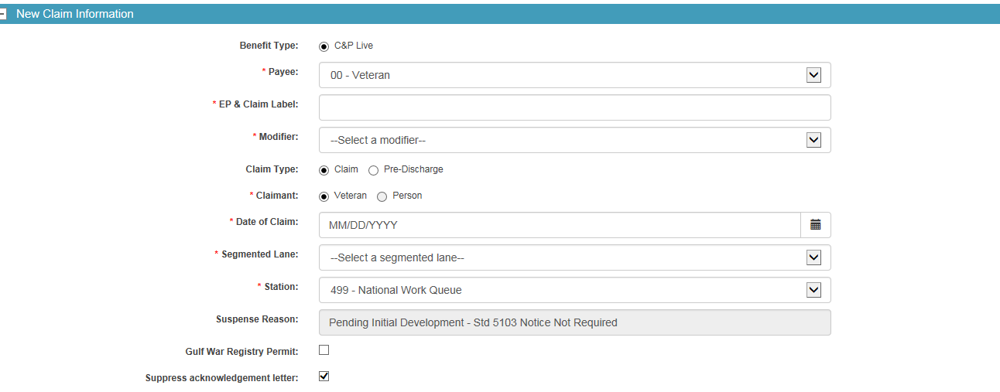 New Claim Information
Benefit Type: C&P Live
* Payee: 00 - Veteran
* EP & Claim Label:
* Modifier: --Select a modifier--
Claim Type: Claim Pre-Discharge
* Claimant: Veteran Person
* Date of Claim: MM/DD/YYYY
* Segmented Lane: --Select a segmented lane--
* Station: 499 - National Work Queue
Suspense Reason: Pending Initial Development - Std 5103 Notice Not Required
Gulf War Registry Permit:
Suppress acknowledgement letter: